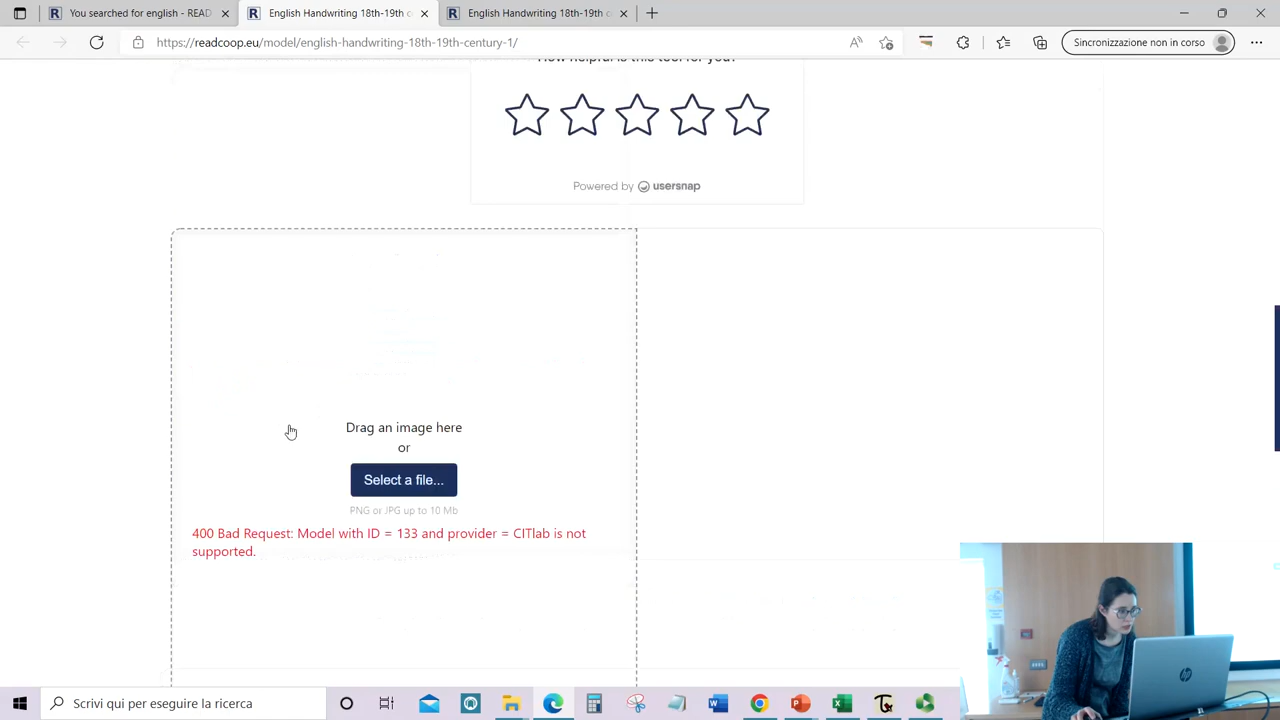 You searched for english - READ
English Handwriting 18th-19th c
English Handwriting 18th-19th c
https://readcoop.eu/model/english-handwriting-18th-19th-century-1/
Sincronizzazione non in corso
How helpful is this tool for you?
Powered by usersnap
Drag an image here
or
Select a file...
PNG or JPG up to 10 Mb
400 Bad Request: Model with ID = 133 and provider = CITlab is not
supported.
Scrivi qui per eseguire la ricerca